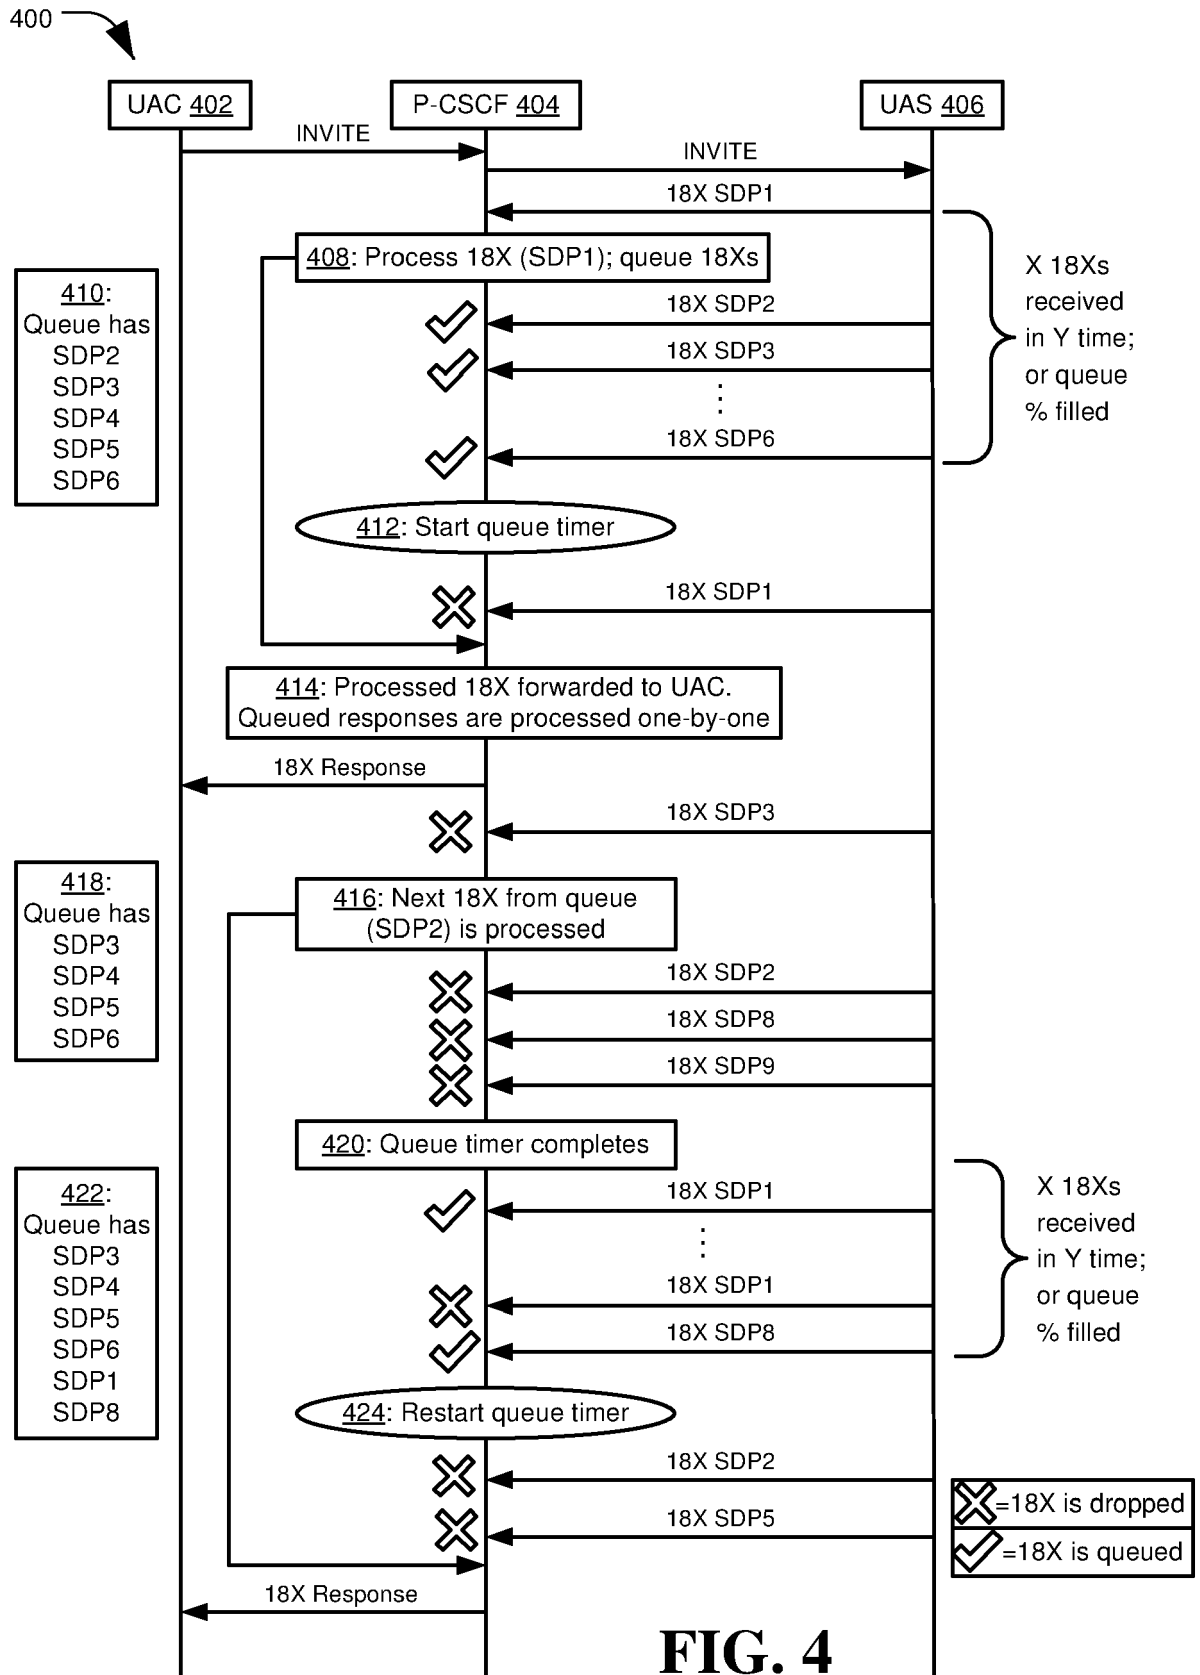 400
UAC 402
P-CSCF 404
UAS 406
INVITE
INVITE
18X SDP1
408: Process 18X (SDP1); queue 18Xs
410:
Queue has
SDP2
SDP3
SDP4
SDP5
SDP6
18X SDP2
18X SDP3
18X SDP6
X 18Xs
received
in Y time;
or queue
% filled
412: Start queue timer
18X SDP1
414: Processed 18X forwarded to UAC.
Queued responses are processed one-by-one
18X Response
18X SDP3
418:
Queue has
SDP3
SDP4
SDP5
SDP6
416: Next 18X from queue
(SDP2) is processed
18X SDP2
18X SDP8
18X SDP9
420: Queue timer completes
422:
Queue has
SDP3
SDP4
SDP5
SDP6
SDP1
SDP8
18X SDP1
18X SDP1
18X SDP8
X 18Xs
received
in Y time;
or queue
% filled
424: Restart queue timer
18X SDP2
18X SDP5
=18X is dropped
=18X is queued
18X Response
FIG. 4